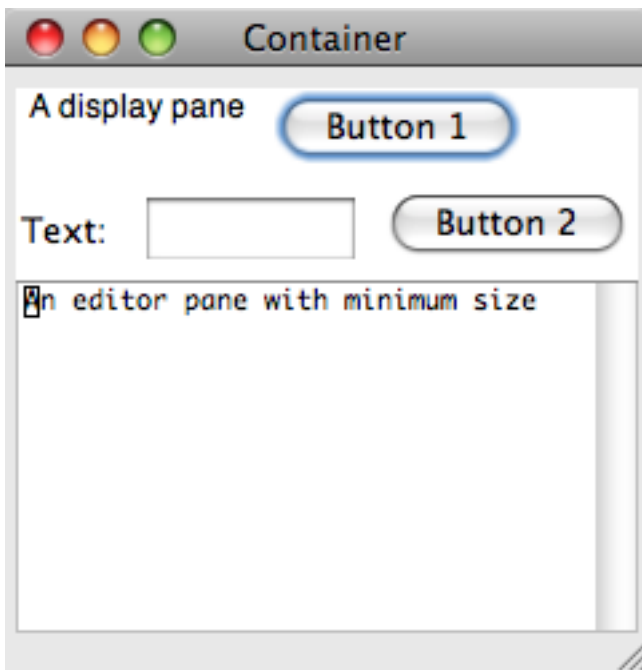 Container
A display pane
Button 1
Text:
Button 2
An editor pane with minimum size